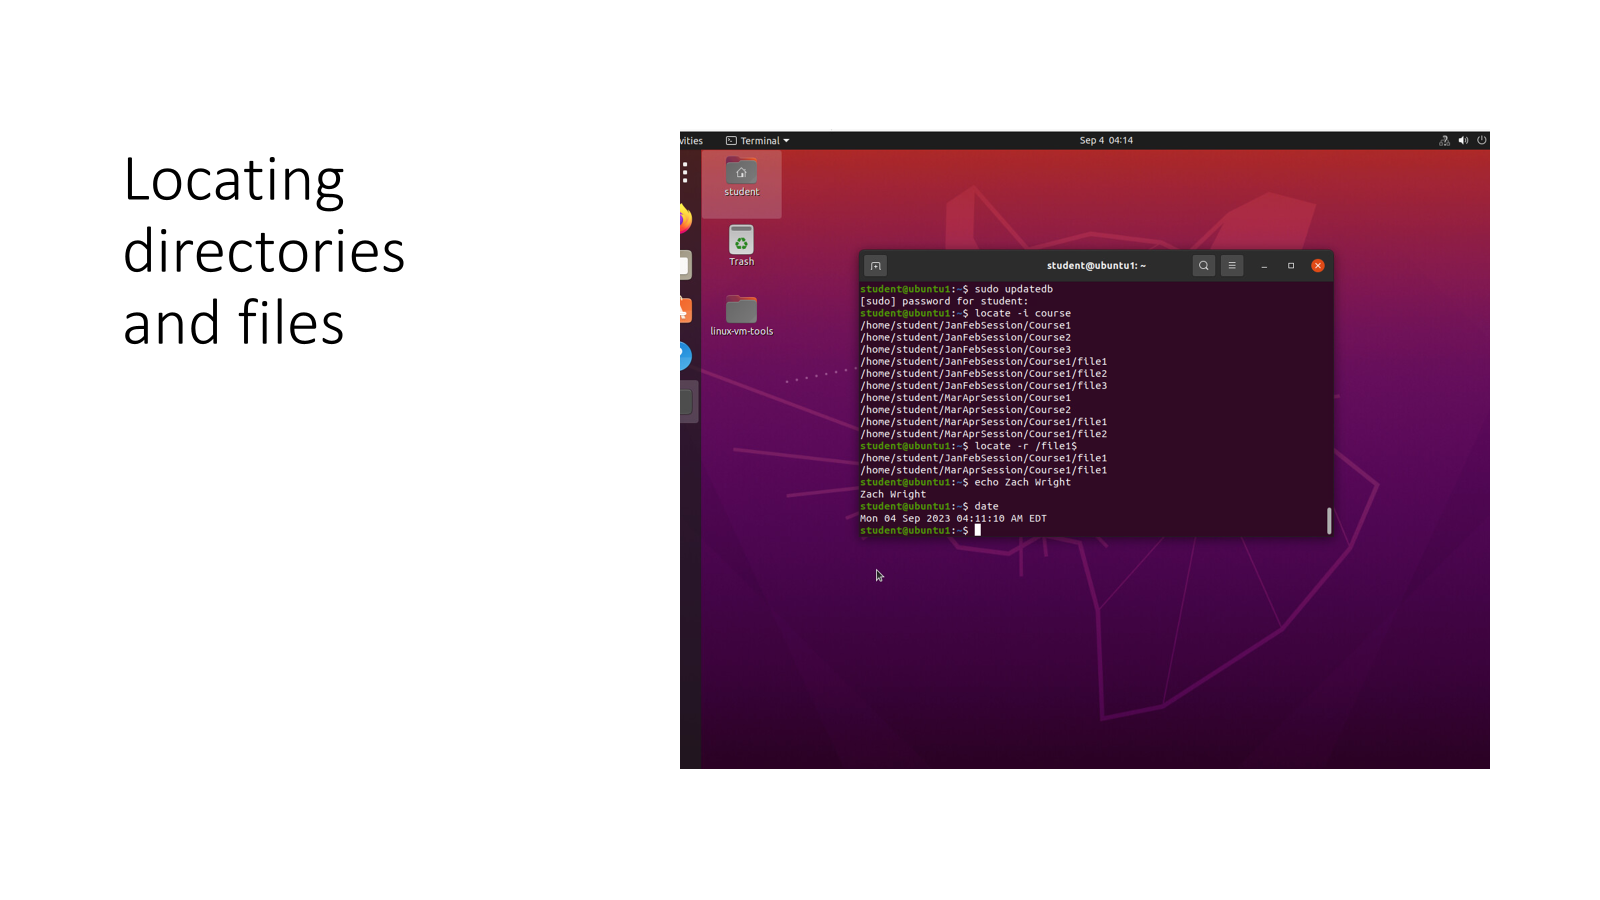 Locating
directories
and files
vities
Terminal
Sep 4 04:14
student
Trash
linux-vm-tools
student@ubuntu1: ~
student@ubuntu1:~$ sudo updatedb
[sudo] password for student:
student@ubuntu1:~$ locate -i course
/home/student/JanFebSession/Course1
/home/student/JanFebSession/Course2
/home/student/JanFebSession/Course3
/home/student/JanFebSession/Course1/file1
/home/student/JanFebSession/Course1/file2
/home/student/JanFebSession/Course1/file3
/home/student/MarAprSession/Course1
/home/student/MarAprSession/Course2
/home/student/MarAprSession/Course1/file1
/home/student/MarAprSession/Course1/file2
student@ubuntu1:~$ locate -r /file1$
/home/student/JanFebSession/Course1/file1
/home/student/MarAprSession/Course1/file1
student@ubuntu1:~$ echo Zach Wright
Zach Wright
student@ubuntu1:~$ date
Mon 04 Sep 2023 04:11:10 AM EDT
student@ubuntu1:~$